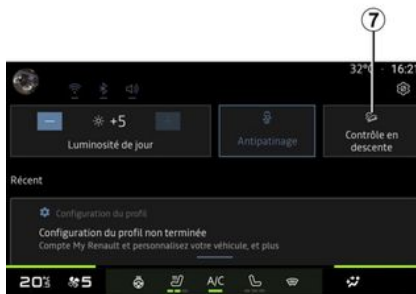 7
32°C 16:21
+5
Luminosité de jour
Antipatinage
Contrôle en
descente
Récent
Configuration du profil
Configuration du profil non terminée
Compte My Renault et personnalisez votre véhicule, et plus
20 5
A/C